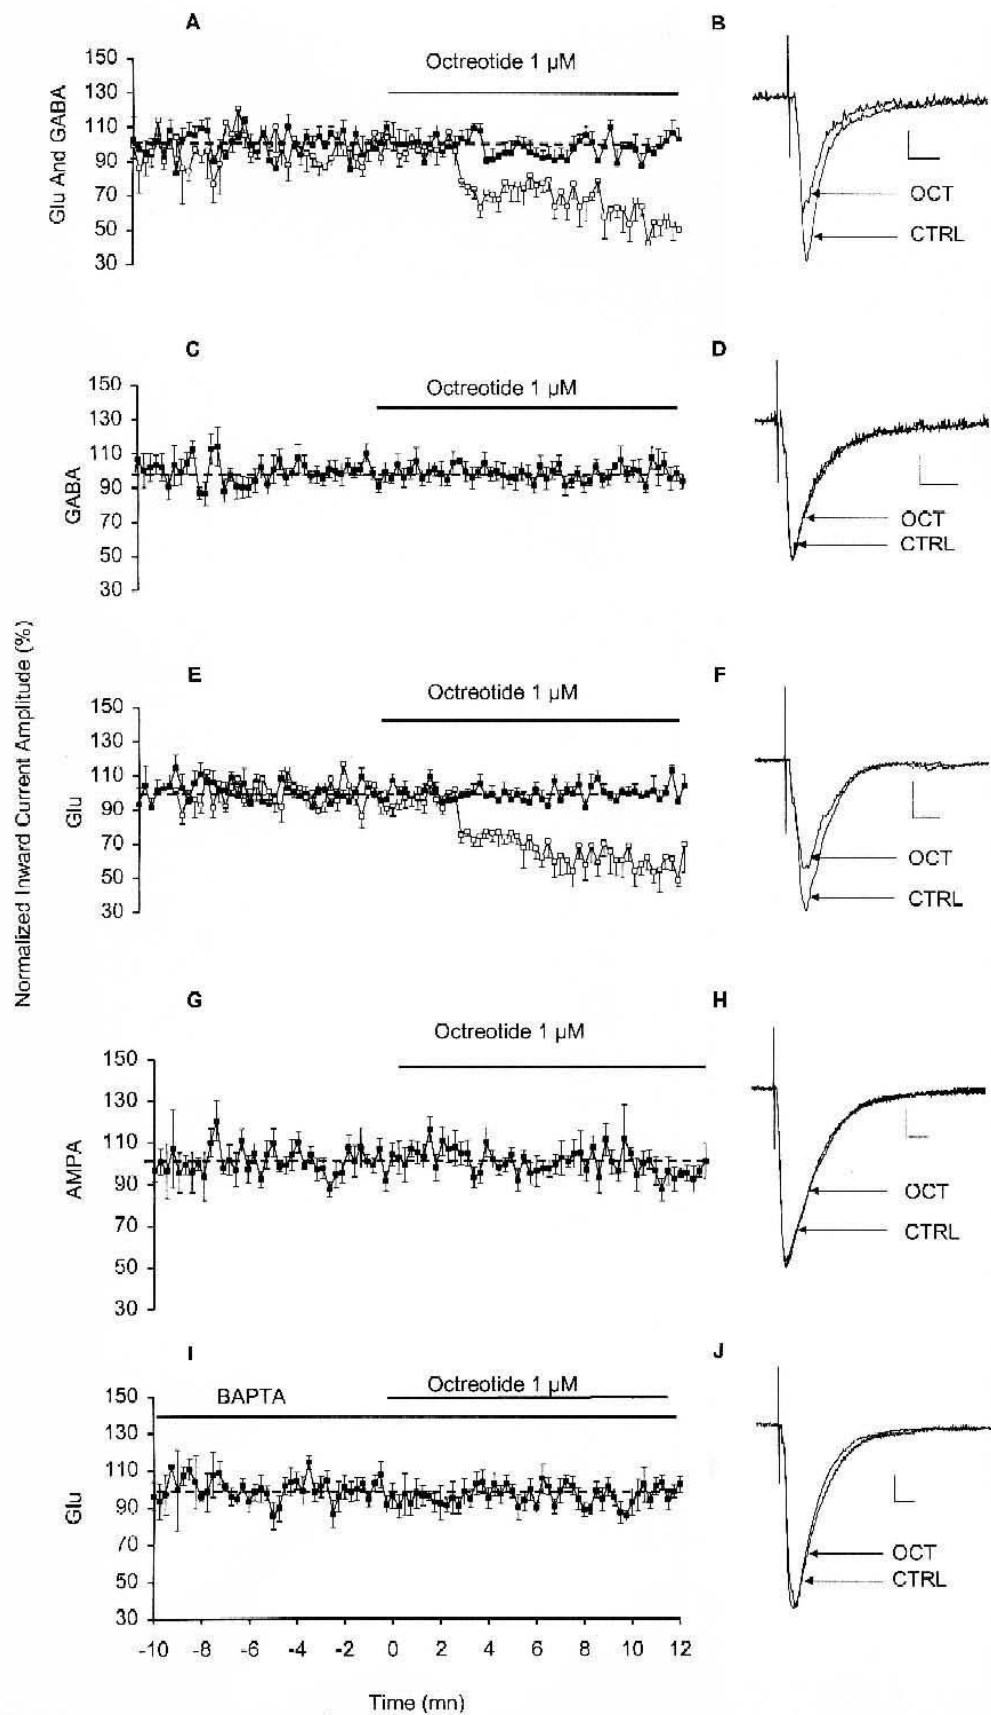 A
B
Octreotide 1 µM
150
130
110
90
70
50
30
Glu And GABA
OCT
CTRL
C
D
Octreotide 1 µM
150
130
110
90
70
50
30
GABA
OCT
CTRL
Normalized Inward Current Amplitude (%)
E
F
Octreotide 1 µM
150
130
110
90
70
50
30
Glu
OCT
CTRL
G
H
Octreotide 1 µM
150
130
110
90
70
50
30
AMPA
OCT
CTRL
I
J
BAPTA
Octreotide 1 µM
150
130
110
90
70
50
30
Glu
OCT
CTRL
-10 -8 -6 -4 -2 0 2 4 6 8 10 12
Time (mn)